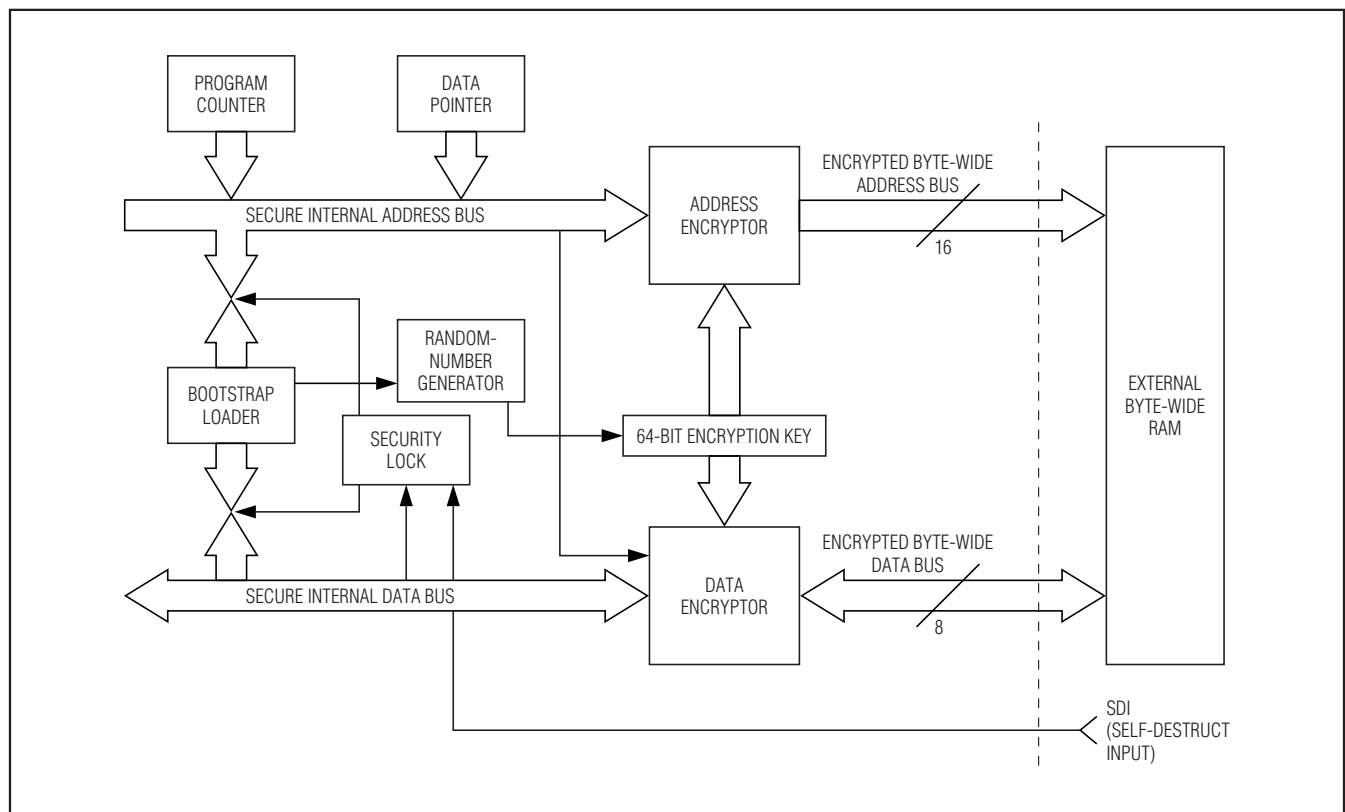 PROGRAM
COUNTER
DATA
POINTER
SECURE INTERNAL ADDRESS BUS
ADDRESS
ENCRYPTOR
ENCRYPTED BYTE-WIDE
ADDRESS BUS
16
BOOTSTRAP
LOADER
RANDOM-
NUMBER
GENERATOR
SECURITY
LOCK
64-BIT ENCRYPTION KEY
EXTERNAL
BYTE-WIDE
RAM
SECURE INTERNAL DATA BUS
DATA
ENCRYPTOR
ENCRYPTED BYTE-WIDE
DATA BUS
8
SDI
(SELF-DESTRUCT
INPUT)